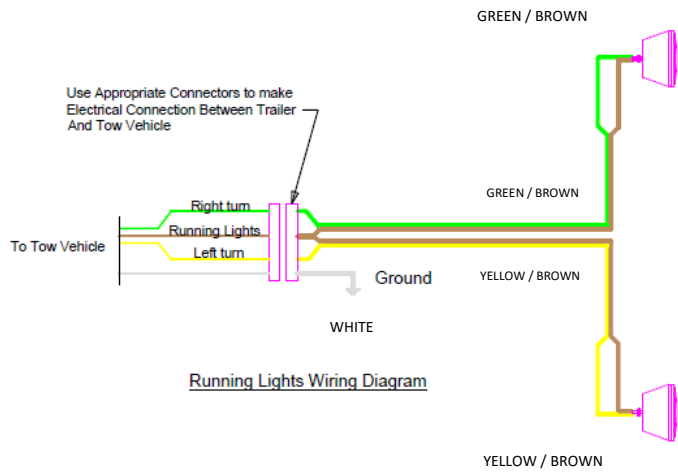 GREEN / BROWN
Use Appropriate Connectors to make
Electrical Connection Between Trailer
And Tow Vehicle
GREEN / BROWN
Right turn
Running Lights
To Tow Vehicle
Left turn
Ground
YELLOW / BROWN
WHITE
Running Lights Wiring Diagram
YELLOW / BROWN